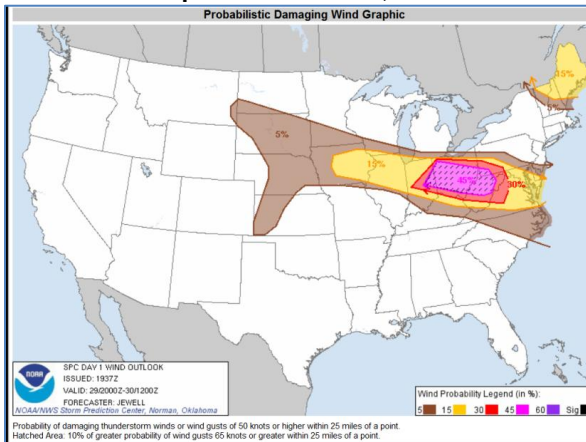 Probabilistic Damaging Wind Graphic
15%
5%
5%
15%
45%
30%
SPC DAY 1 WIND OUTLOOK
ISSUED: 1937Z
VALID: 29/2000Z-30/1200Z
FORECASTER: JEWELL
NOAA/NWS Storm Prediction Center, Norman, Oklahoma
NOAA
Wind Probability Legend (in %):
5 15 30 45 60 Sig
Probability of damaging thunderstorm winds or wind gusts of 50 knots or higher within 25 miles of a point.
Hatched Area: 10% of greater probability of wind gusts 65 knots or greater within 25 miles of a point.